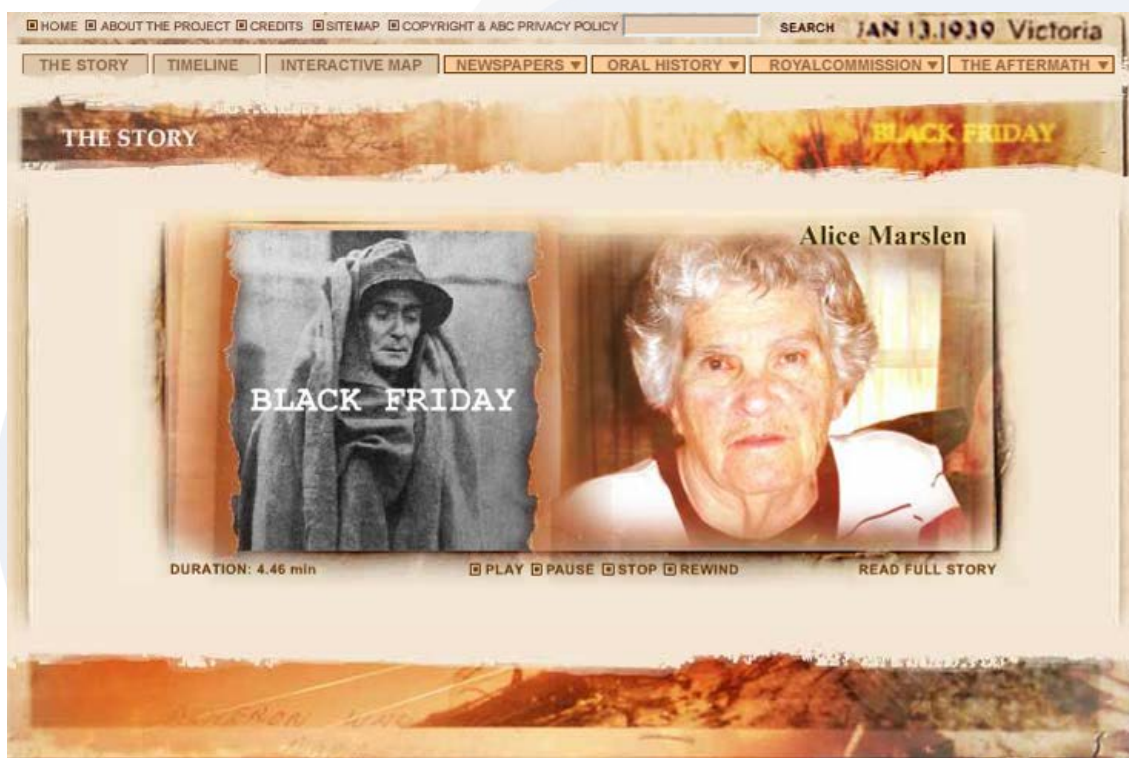 HOME ABOUT THE PROJECT CREDITS SITEMAP COPYRIGHT & ABC PRIVACY POLICY SEARCH JAN 13.1939 Victoria
THE STORY TIMELINE INTERACTIVE MAP NEWSPAPERS ORAL HISTORY ROYALCOMMISSION THE AFTERMATH
THE STORY BLACK FRIDAY
Alice Marslen
BLACK FRIDAY
DURATION: 4.46 min PLAY PAUSE STOP REWIND READ FULL STORY